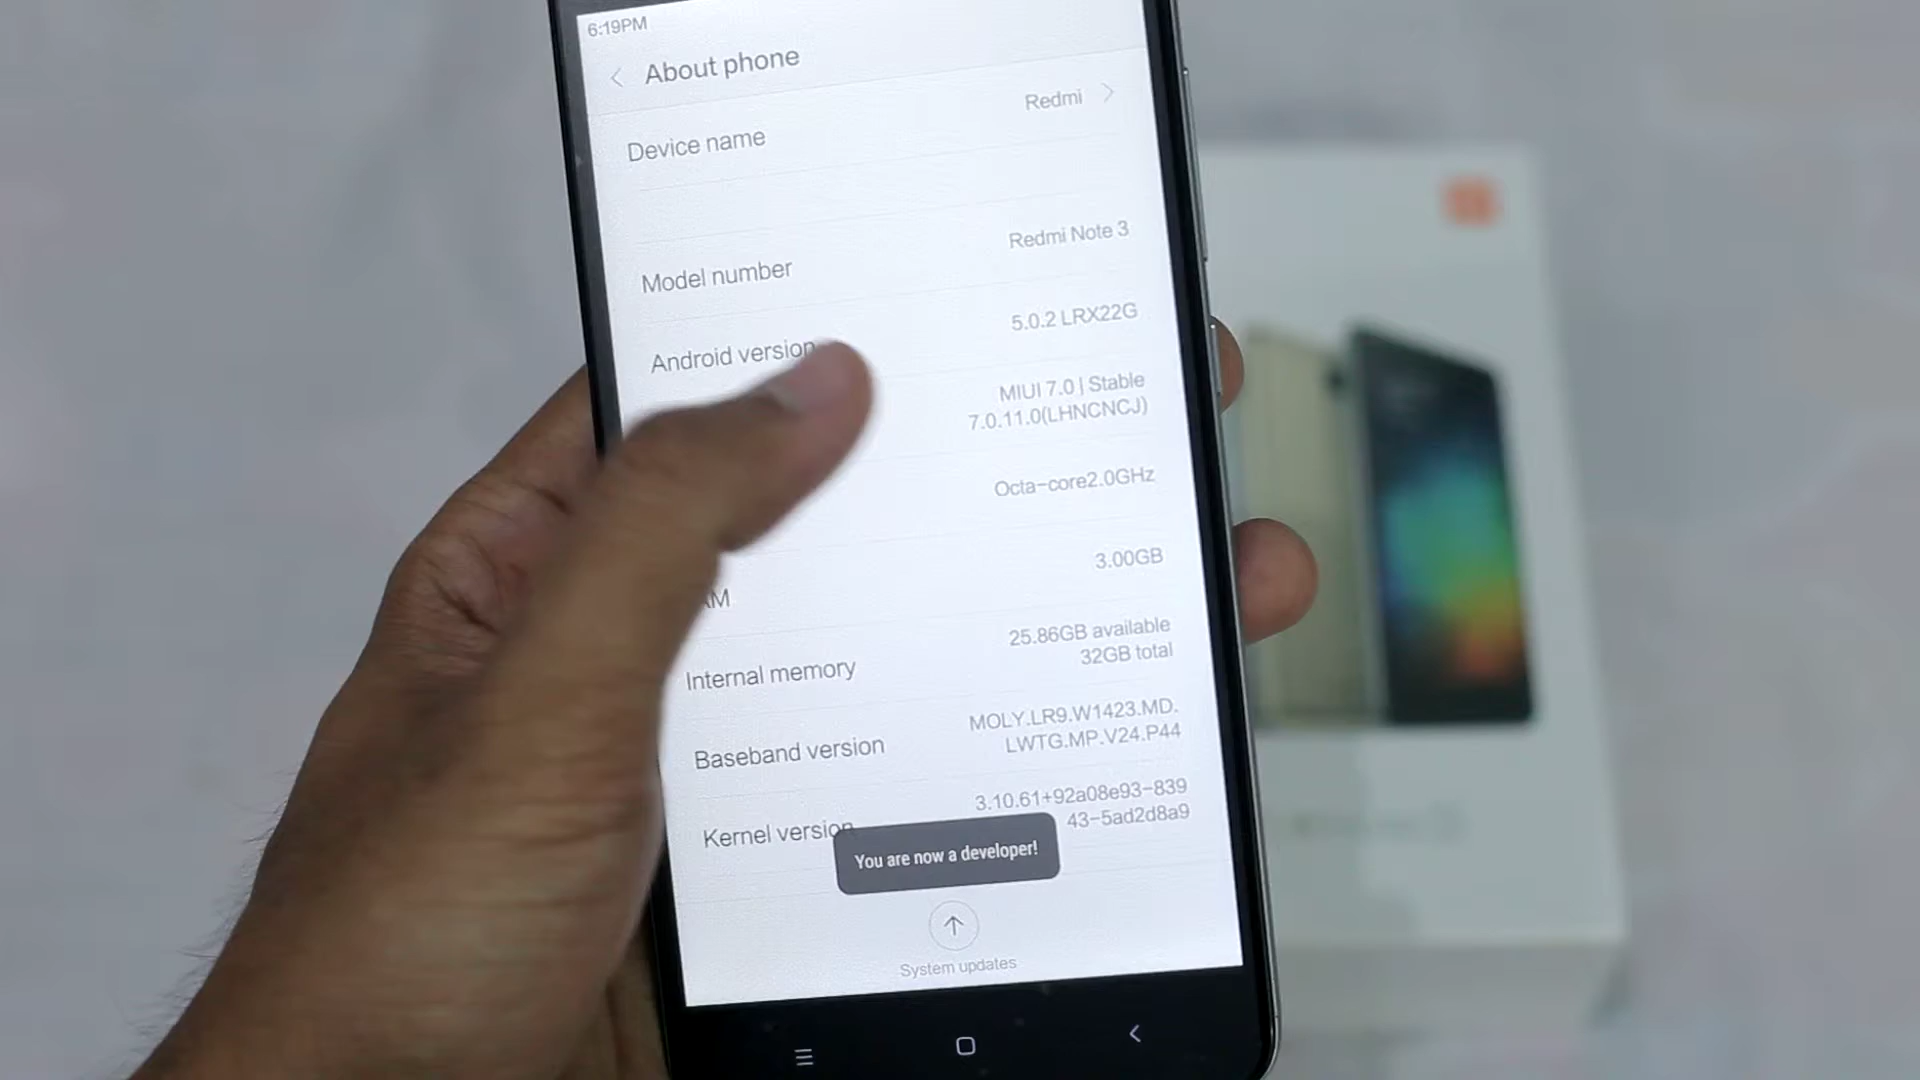 6:19PM
About phone
Device name
Redmi
Model number
Redmi Note 3
Android version
5.0.2 LRX22G
MIUI 7.0 | Stable
7.0.11.0(LHNCNCJ)
Octa-core2.0GHz
AM
3.00GB
Internal memory
25.86GB available
32GB total
Baseband version
MOLY.LR9.W1423.MD.
LWTG.MP.V24.P44
Kernel version
3.10.61+92a08e93-839
43-5ad2d8a9
You are now a developer!
System updates